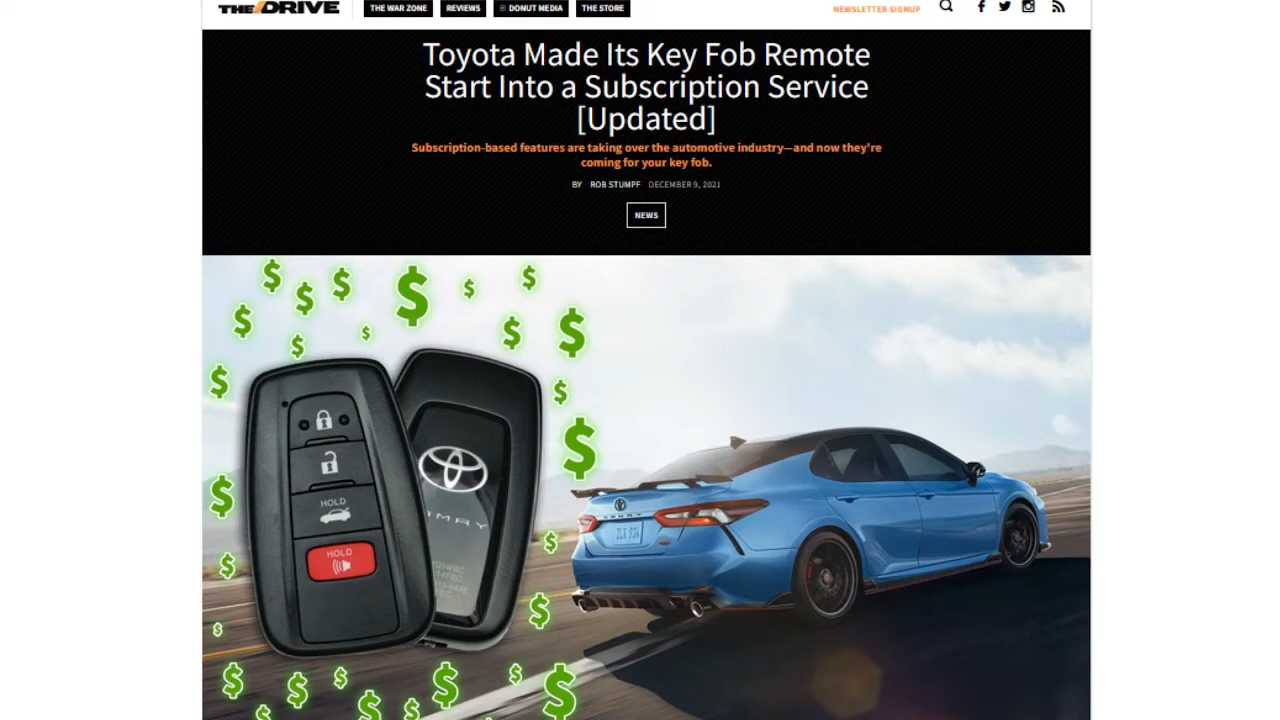 THE/DRIVE
THE WAR ZONE
REVIEWS
DONUT MEDIA
THE STORE
NEWSLETTER SIGNUP
Toyota Made Its Key Fob Remote
Start Into a Subscription Service
[Updated]
Subscription-based features are taking over the automotive industry—and now they're
coming for your key fob.
BY ROB STUMPF DECEMBER 9, 2021
NEWS
$ $ $ $ $ $ $ $ $ $ $ $ $ $ $ $ $ $ $ $ $ $ $ $ $ $ $ $ $
HOLD
HOLD
CAMRY